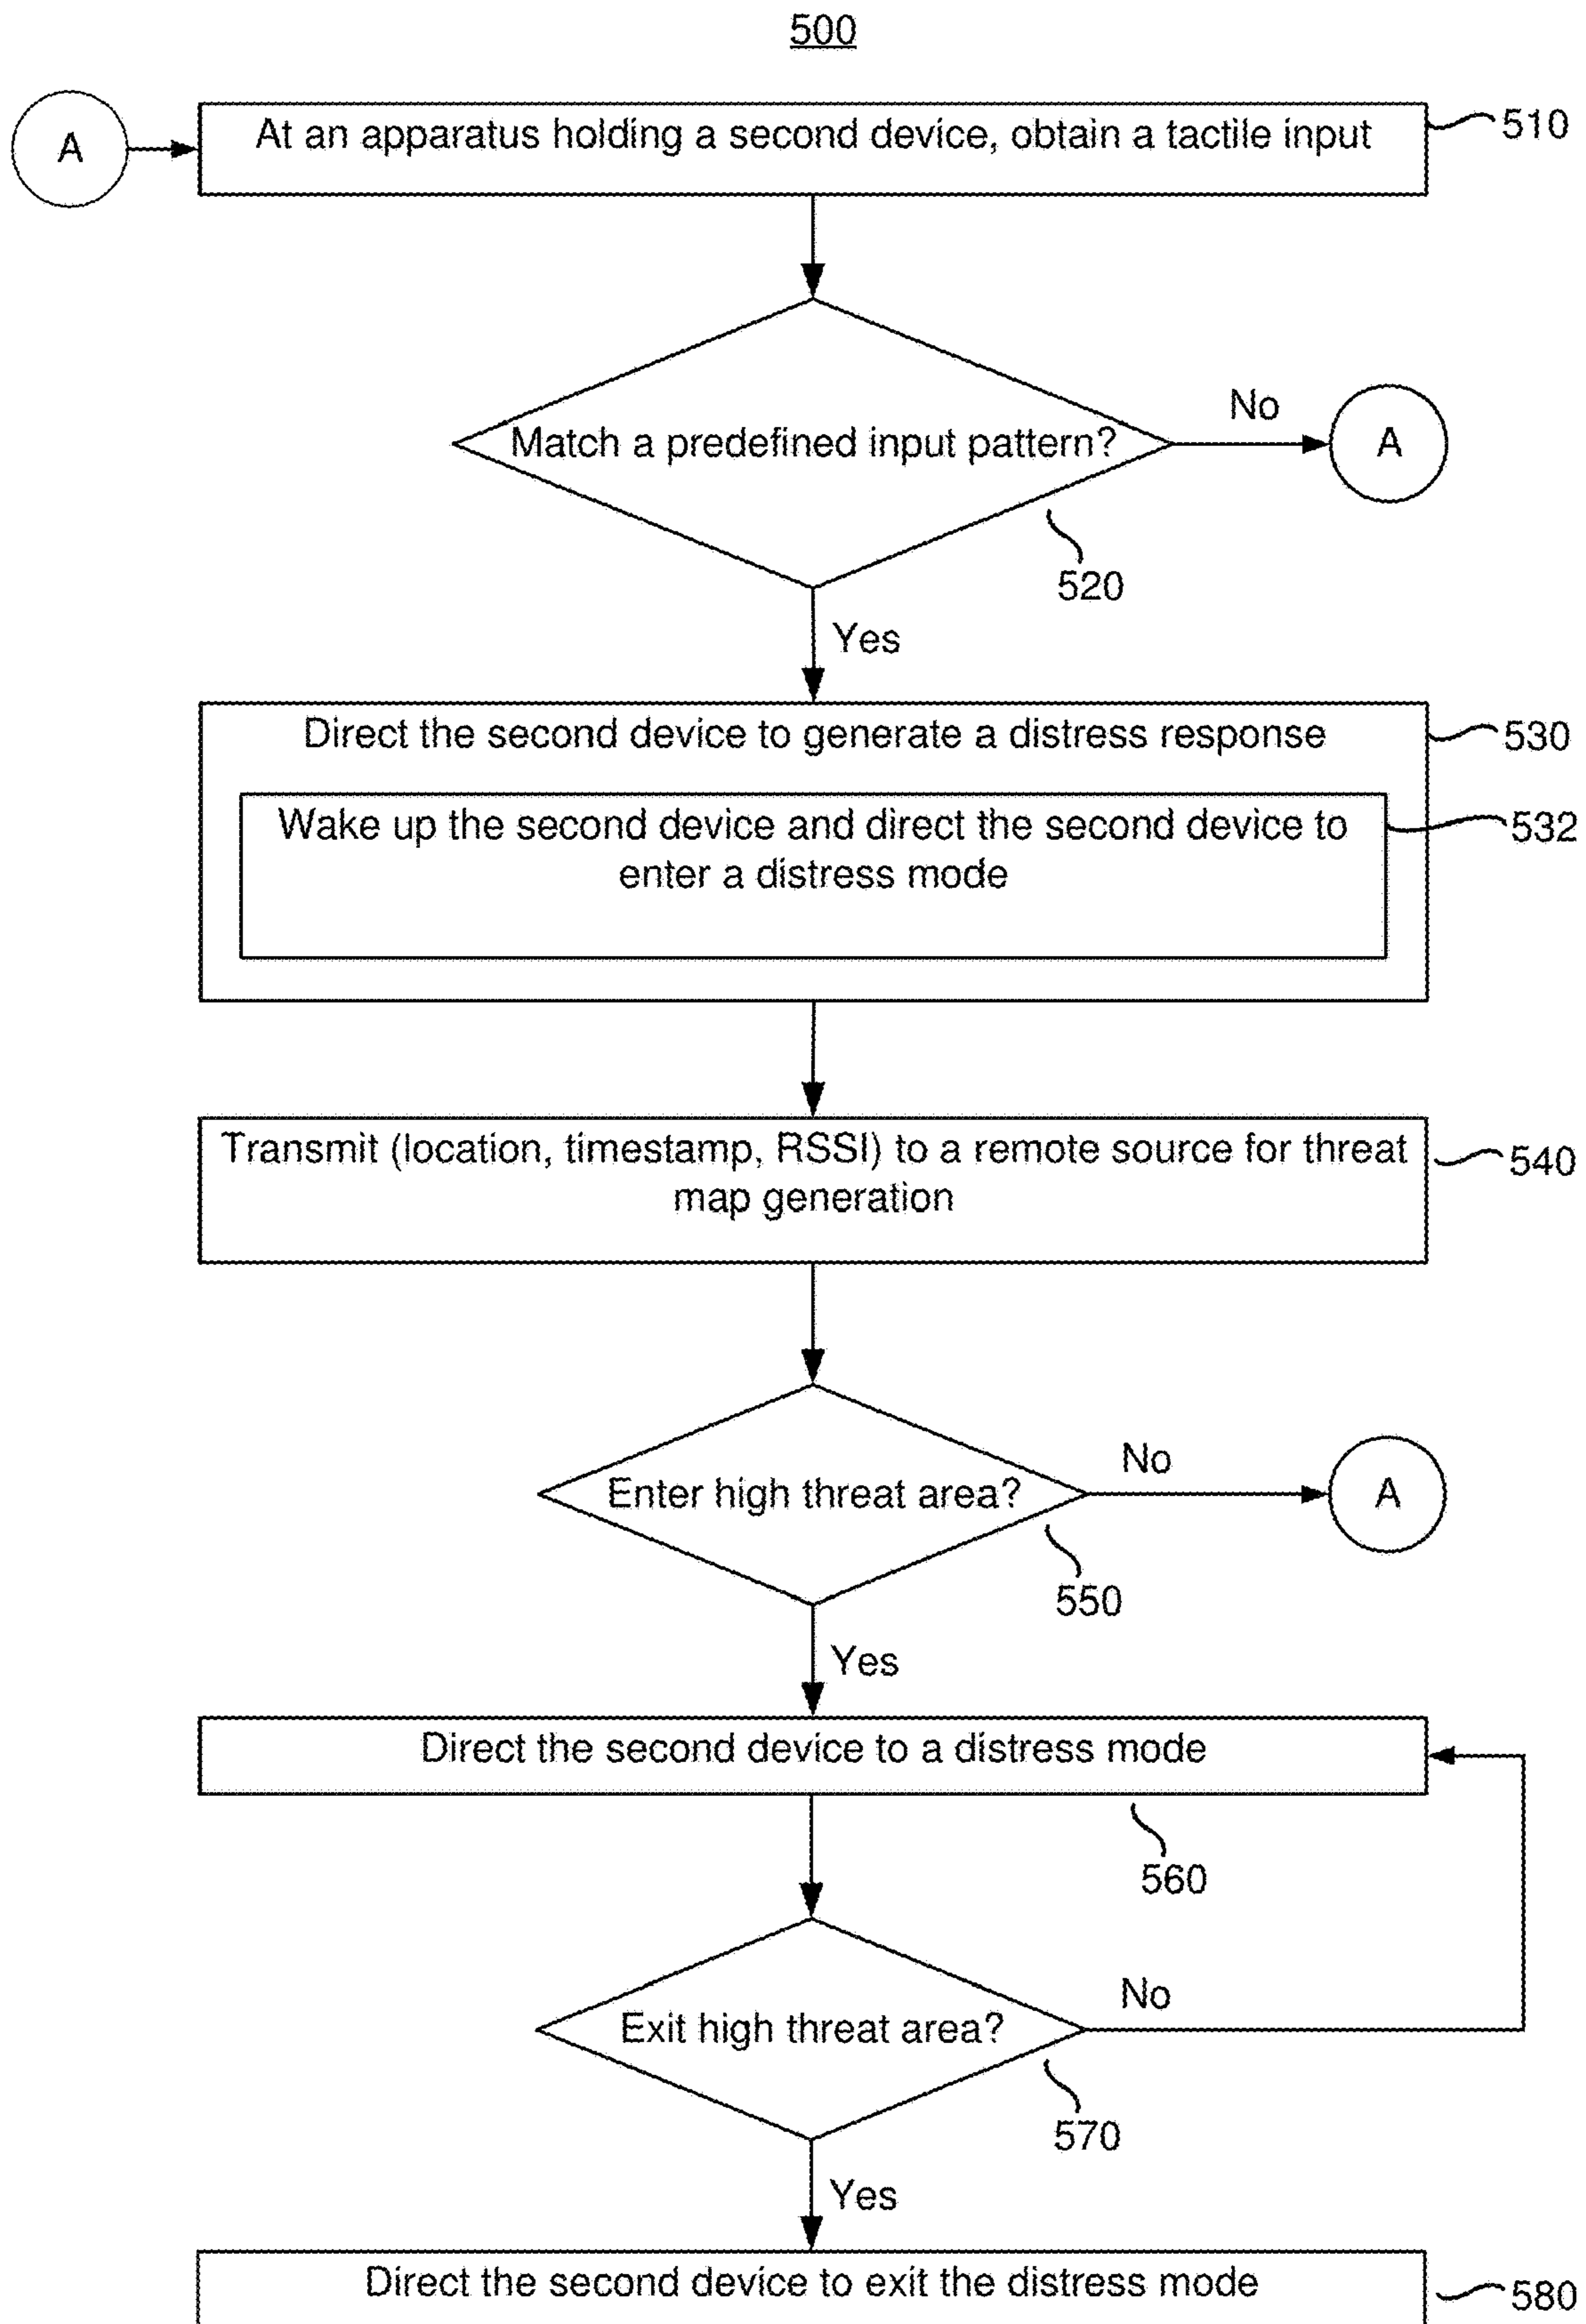 500
A
At an apparatus holding a second device, obtain a tactile input
510
Match a predefined input pattern?
No
A
520
Yes
Direct the second device to generate a distress response
530
Wake up the second device and direct the second device to
enter a distress mode
532
Transmit (location, timestamp, RSSI) to a remote source for threat
map generation
540
Enter high threat area?
No
A
550
Yes
Direct the second device to a distress mode
560
Exit high threat area?
No
570
Yes
Direct the second device to exit the distress mode
580